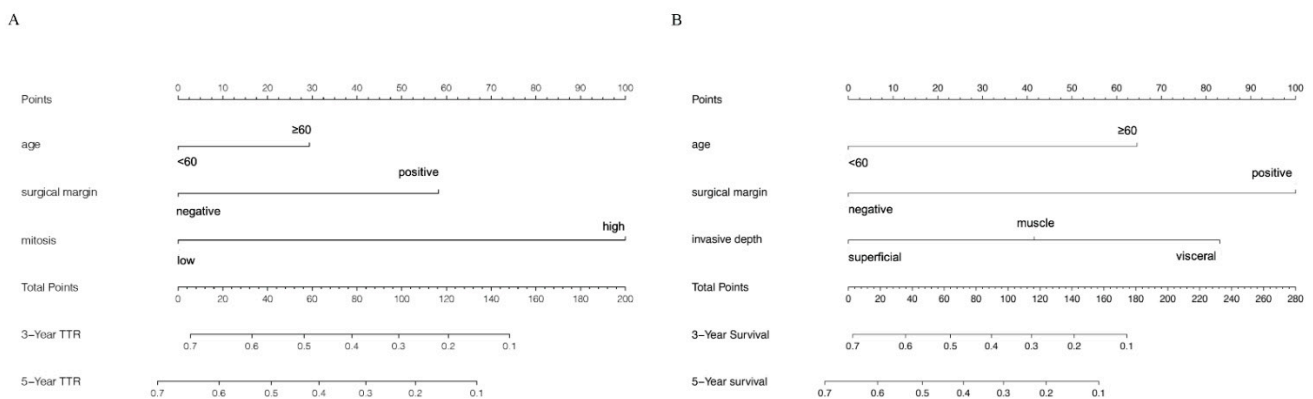 A
Points
0 10 20 30 40 50 60 70 80 90 100
≥60
age
<60
positive
surgical margin
negative
high
mitosis
low
Total Points
0 20 40 60 80 100 120 140 160 180 200
3−Year TTR
0.7 0.6 0.5 0.4 0.3 0.2 0.1
5−Year TTR
0.7 0.6 0.5 0.4 0.3 0.2 0.1
B
Points
0 10 20 30 40 50 60 70 80 90 100
≥60
age
<60
positive
surgical margin
negative
muscle
invasive depth
superficial visceral
Total Points
0 20 40 60 80 100 120 140 160 180 200 220 240 260 280
3−Year Survival
0.7 0.6 0.5 0.4 0.3 0.2 0.1
5−Year survival
0.7 0.6 0.5 0.4 0.3 0.2 0.1